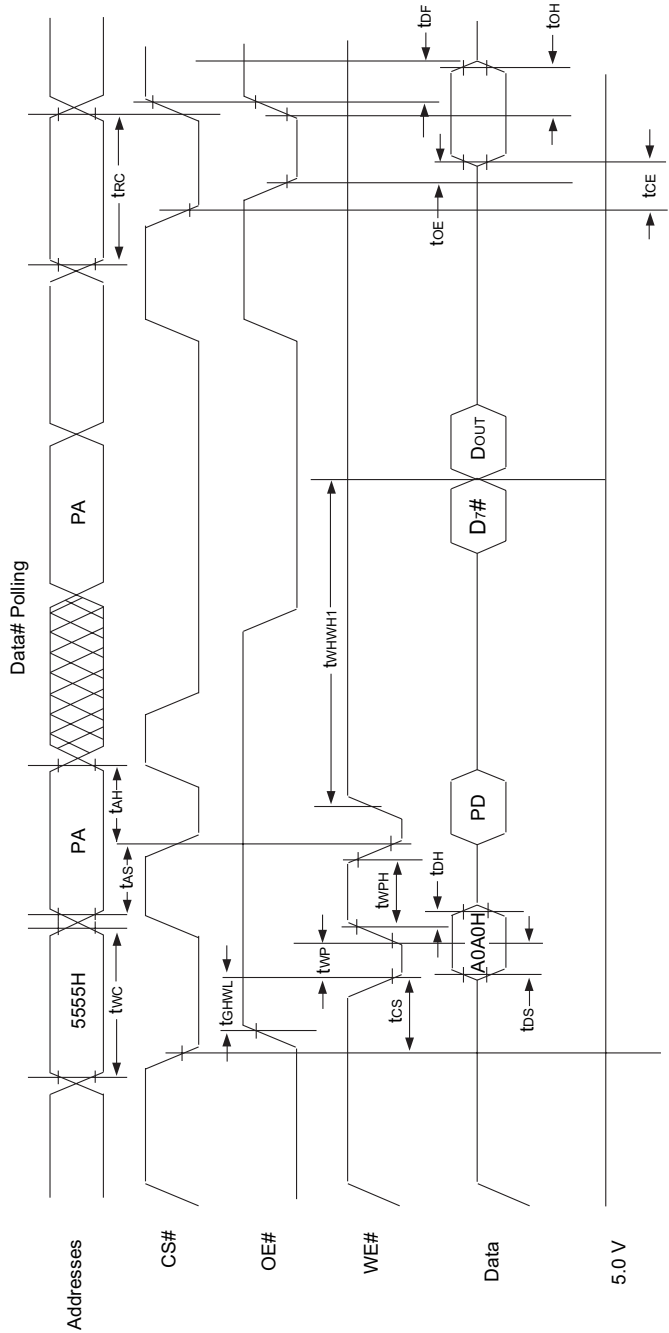 Data# Polling
Addresses
5555H
PA
PA
tWC
tAS
tAH
tRC
CS#
OE#
tGHWL
WE#
tWP
tWPH
tCS
tWHWH1
tDF
Data
A0A0H
PD
D7#
DOUT
tDS
tDH
tOE
tCE
tOH
5.0 V